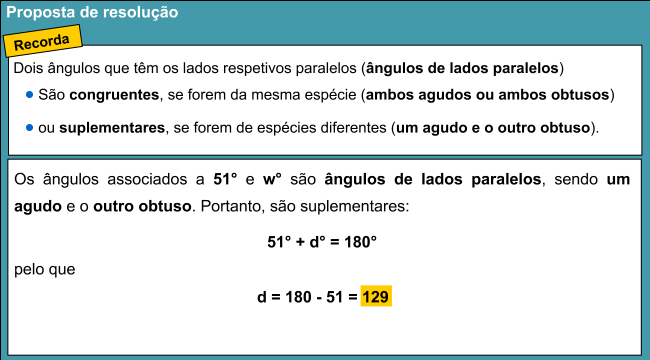 Proposta de resolução
Recorda
Dois ângulos que têm os lados respetivos paralelos (ângulos de lados paralelos)
● São congruentes, se forem da mesma espécie (ambos agudos ou ambos obtusos)
● ou suplementares, se forem de espécies diferentes (um agudo e o outro obtuso).
Os ângulos associados a 51° e w° são ângulos de lados paralelos, sendo um
agudo e o outro obtuso. Portanto, são suplementares:
51° + d° = 180°
pelo que
d = 180 - 51 = 129